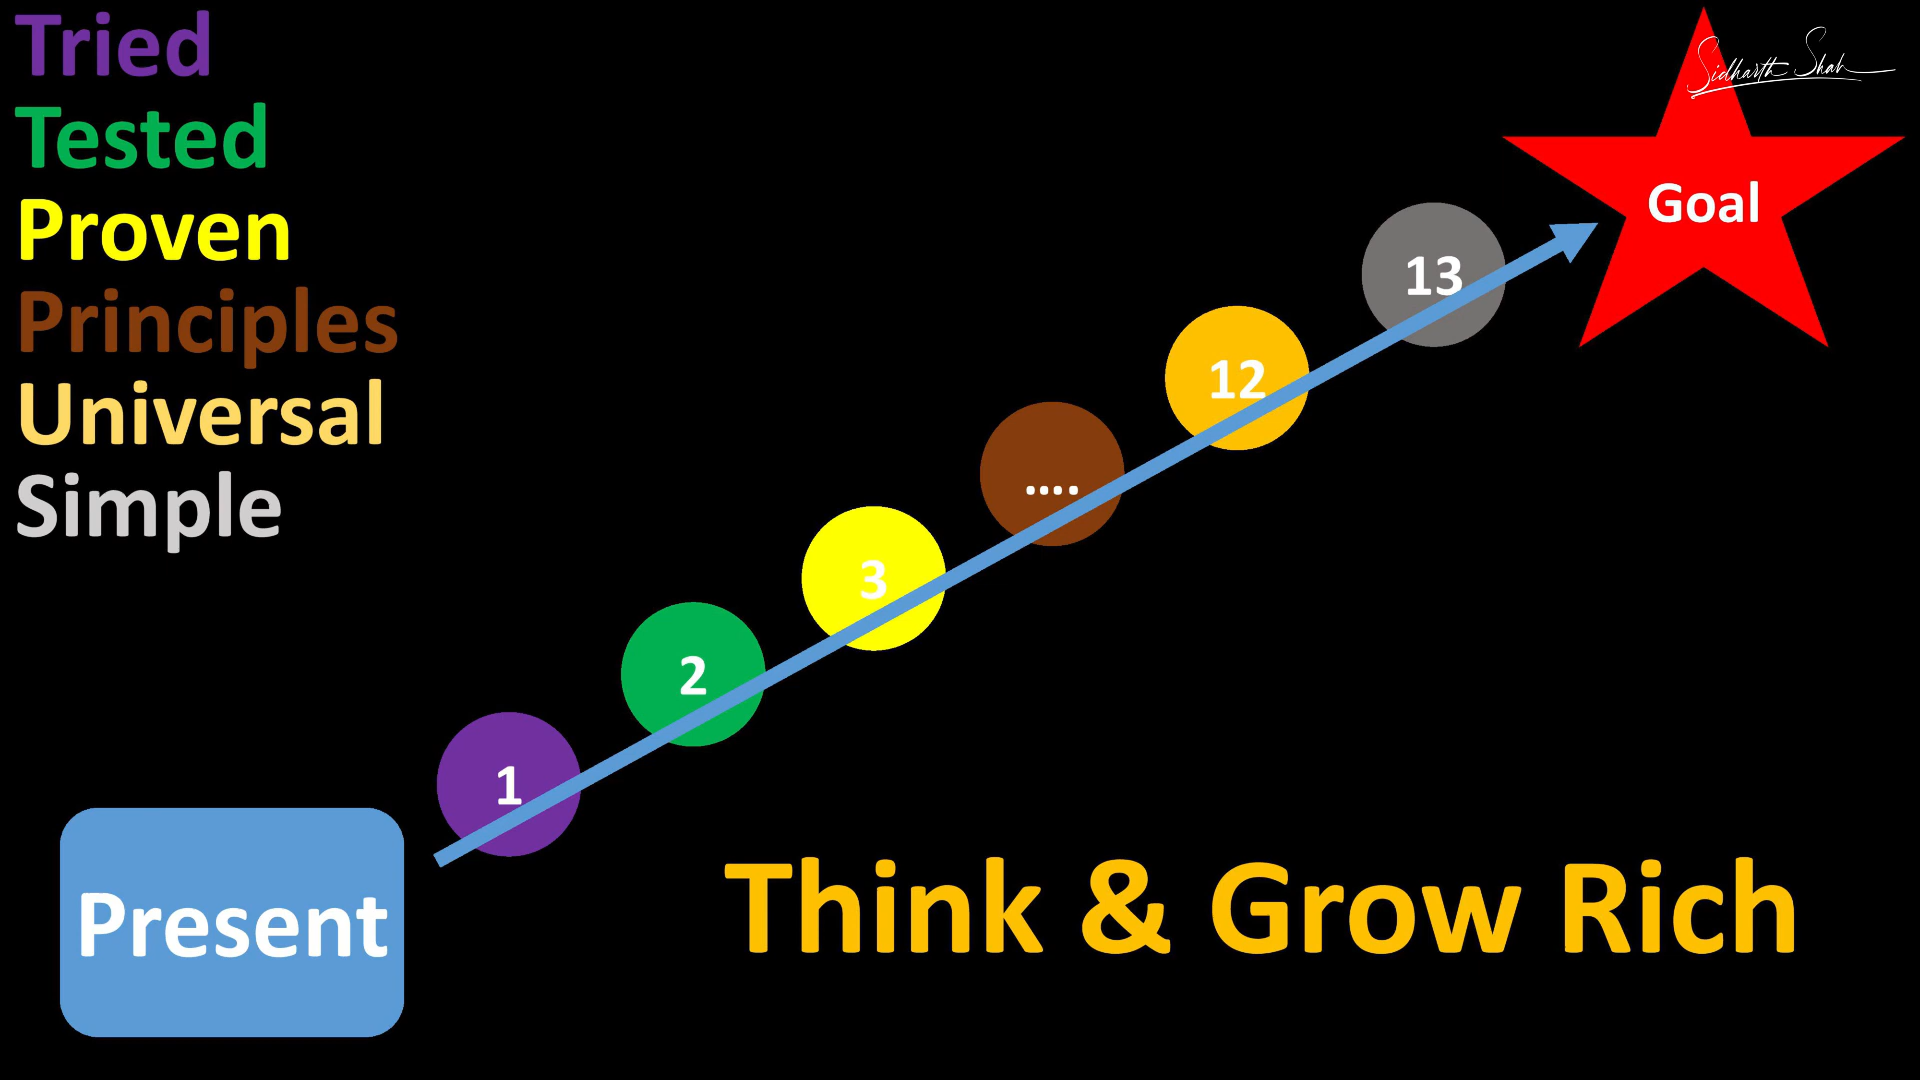 Tried
Tested
Proven
Principles
Universal
Simple
Sidharth Shah
Goal
13
12
....
3
2
1
Present
Think & Grow Rich